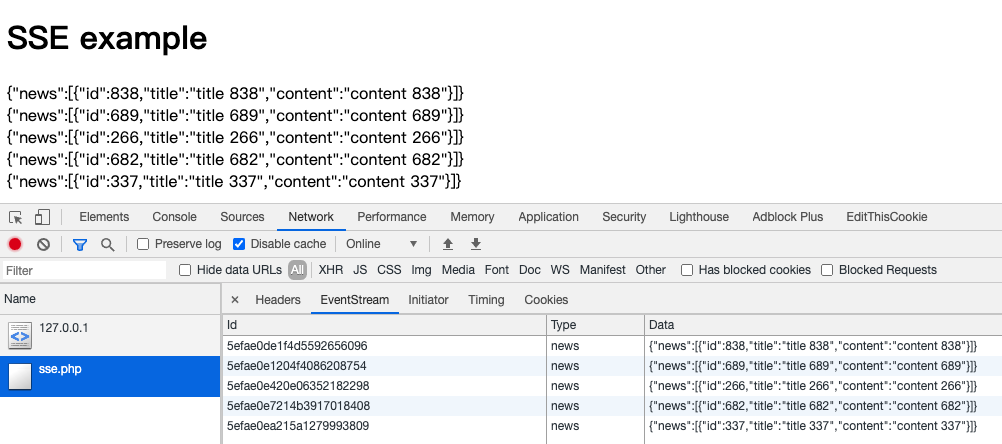 SSE example
{"news":[{"id":838,"title":"title 838","content":"content 838"}]}
{"news":[{"id":689,"title":"title 689","content":"content 689"}]}
{"news":[{"id":266,"title":"title 266","content":"content 266"}]}
{"news":[{"id":682,"title":"title 682","content":"content 682"}]}
{"news":[{"id":337,"title":"title 337","content":"content 337"}]}
Elements Console Sources Network Performance Memory Application Security Lighthouse Adblock Plus EditThisCookie
Preserve log Disable cache Online
Filter Hide data URLs All XHR JS CSS Img Media Font Doc WS Manifest Other Has blocked cookies Blocked Requests
Name × Headers EventStream Initiator Timing Cookies
127.0.0.1
sse.php
Id Type Data
5efae0de1f4d5592656096 news {"news":[{"id":838,"title":"title 838","content":"content 838"}]}
5efae0e1204f4086208754 news {"news":[{"id":689,"title":"title 689","content":"content 689"}]}
5efae0e420e06352182298 news {"news":[{"id":266,"title":"title 266","content":"content 266"}]}
5efae0e7214b3917018408 news {"news":[{"id":682,"title":"title 682","content":"content 682"}]}
5efae0ea215a1279993809 news {"news":[{"id":337,"title":"title 337","content":"content 337"}]}